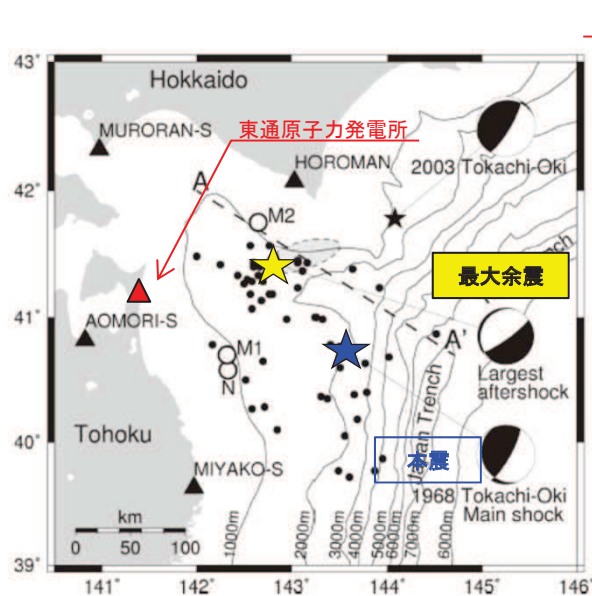 43°
Hokkaido
MURORAN-S
東通原子力発電所
HOROMAN
2003 Tokachi-Oki
42°
A
M2
最大余震
41°
AOMORI-S
M1
N
A'
Largest
aftershock
Tohoku
40°
本震
Japan Trench
MIYAKO-S
1968 Tokachi-Oki
Main shock
km
0 50 100
1000m
2000m
3000m
4000m
5000m
6000m
7000m
6000m
39°
141° 142° 143° 144° 145° 146°